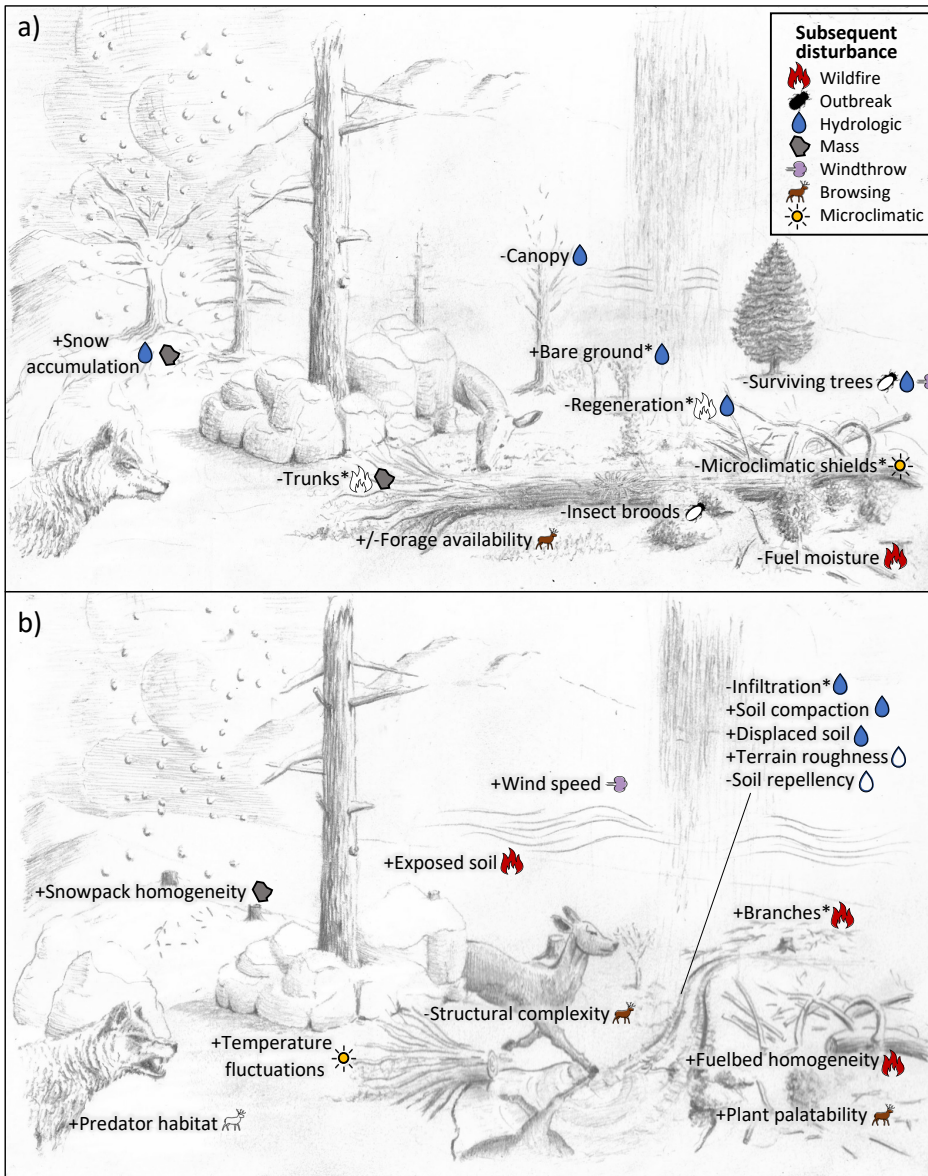 a)
Subsequent
disturbance
Wildfire
Outbreak
Hydrologic
Mass
Windthrow
Browsing
Microclimatic
-Canopy
+Snow
accumulation
+Bare ground*
-Surviving trees
-Regeneration*
-Trunks*
-Microclimatic shields*
-Insect broods
+/-Forage availability
-Fuel moisture
b)
-Infiltration*
+Soil compaction
+Displaced soil
+Terrain roughness
-Soil repellency
+Wind speed
+Exposed soil
+Snowpack homogeneity
+Branches*
-Structural complexity
+Temperature
fluctuations
+Fuelbed homogeneity
+Predator habitat
+Plant palatability